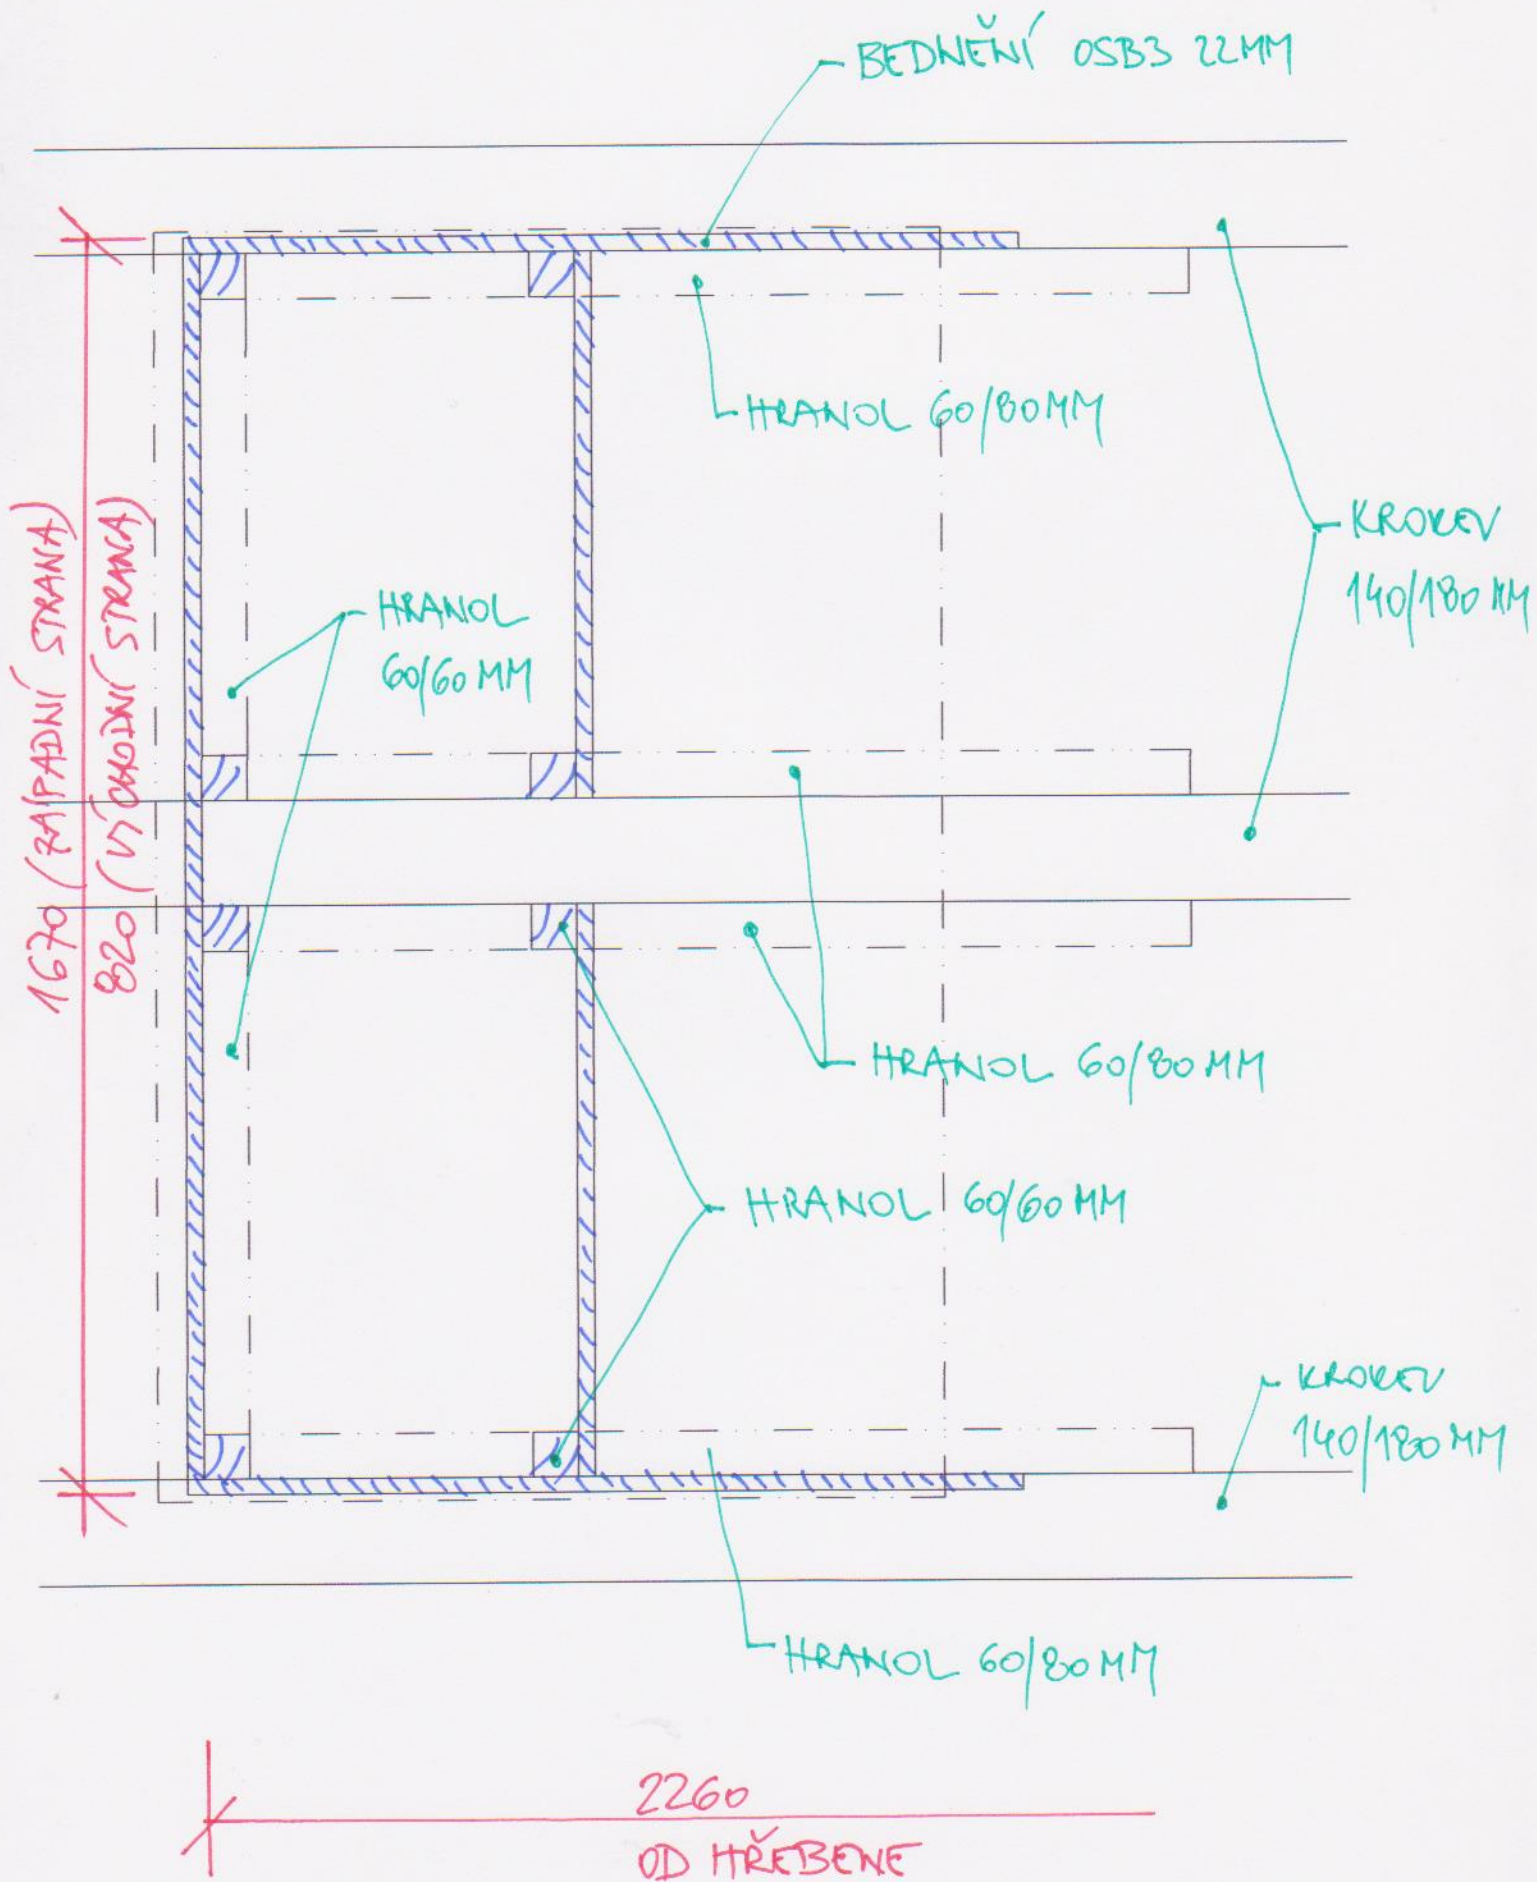 BEDNĚNÍ OSB3 22MM
HRANOL 60/80MM
KROKEV
140/180 MM
HRANOL
60/60 MM
1670 (ZÁPADNÍ STRANA)
820 (VÝCHODNÍ STRANA)
HRANOL 60/80 MM
HRANOL 60/60 MM
KROKEV
140/180 MM
HRANOL 60/80 MM
2260
OD HŘEBENE